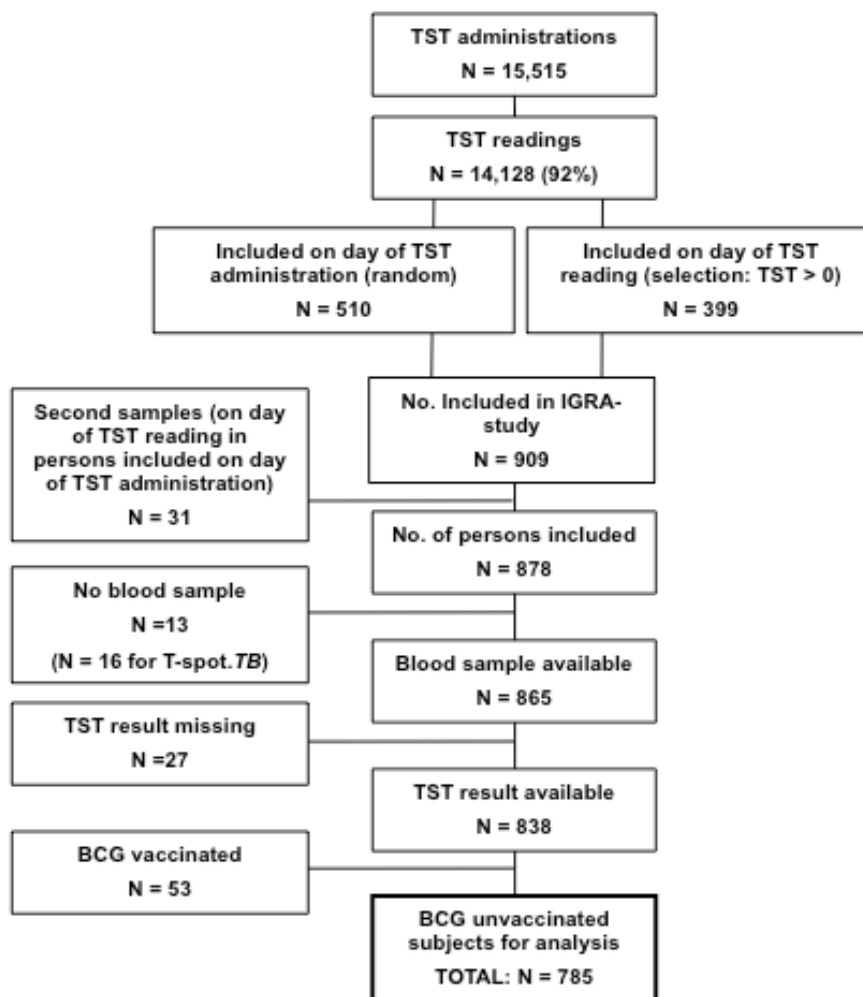 TST administrations
N = 15,515
TST readings
N = 14,128 (92%)
Included on day of TST
administration (random)
N = 510
Included on day of TST
reading (selection: TST > 0)
N = 399
No. Included in IGRA-
study
N = 909
Second samples (on day
of TST reading in
persons included on day
of TST administration)
N = 31
No. of persons included
N = 878
No blood sample
N =13
(N = 16 for T-spot.TB)
Blood sample available
N = 865
TST result missing
N =27
TST result available
N = 838
BCG vaccinated
N = 53
BCG unvaccinated
subjects for analysis
TOTAL: N = 785